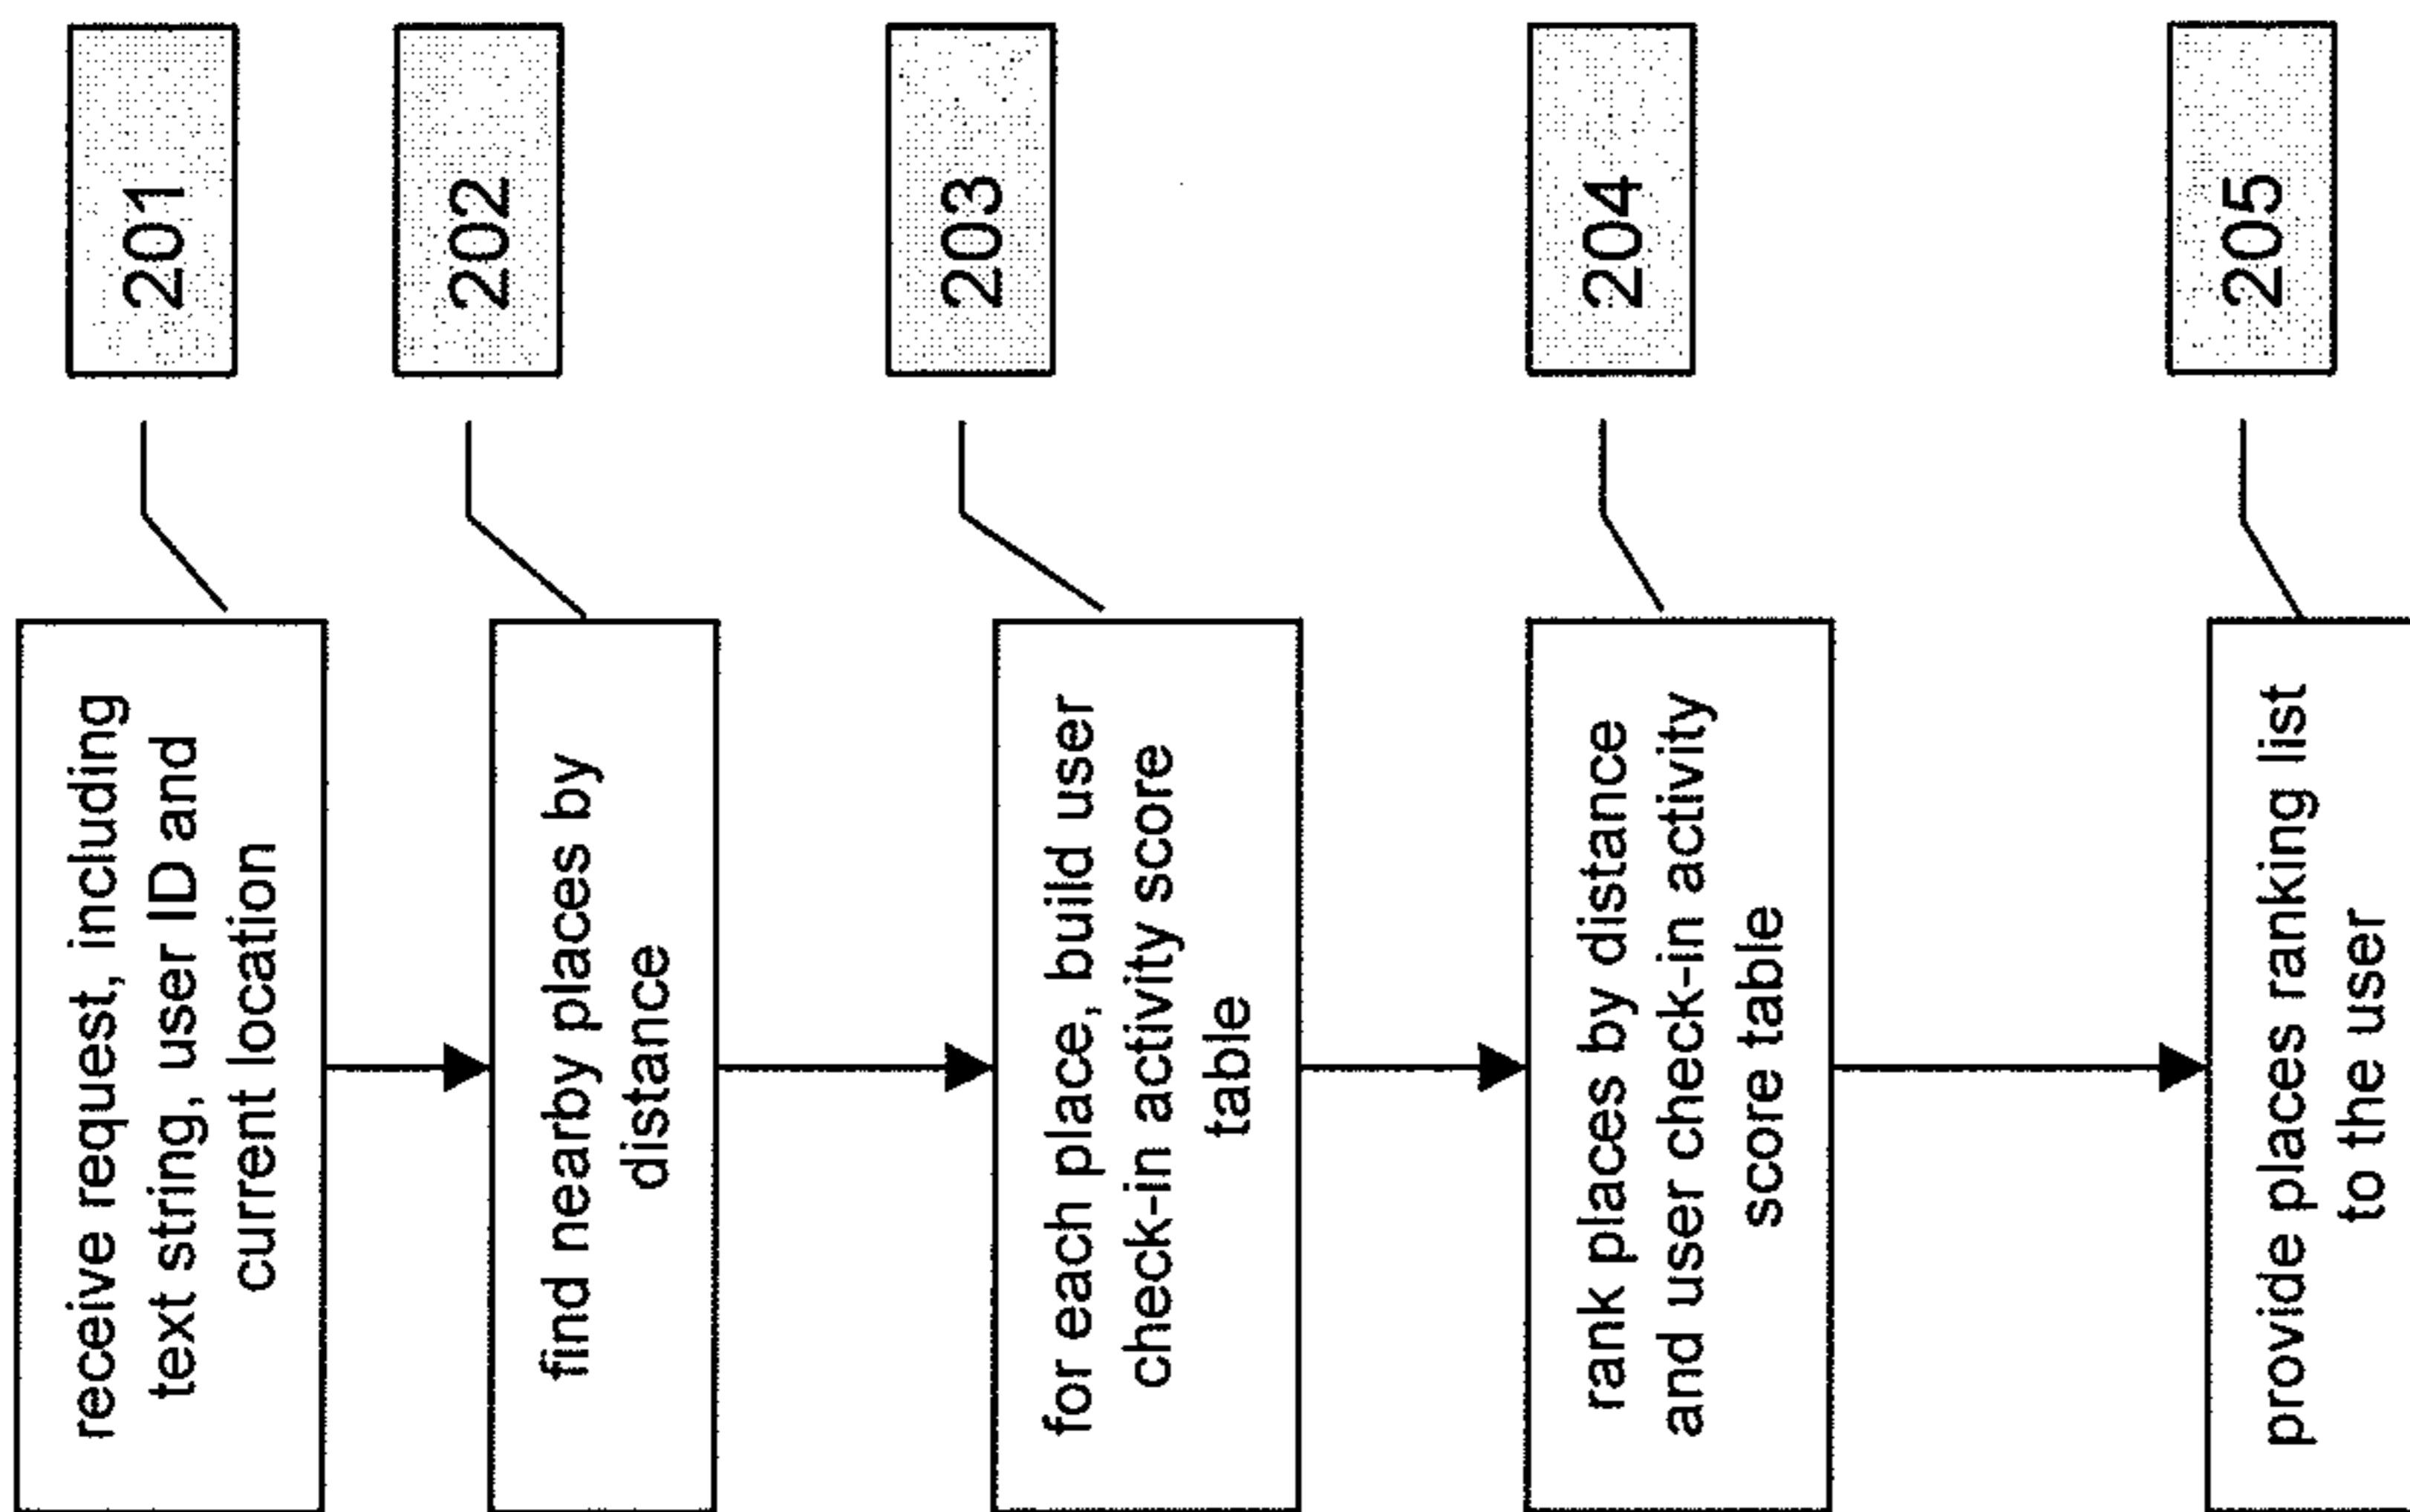 receive request, including
text string, user ID and
current location
201
find nearby places by
distance
202
for each place, build user
check-in activity score
table
203
rank places by distance
and user check-in activity
score table
204
provide places ranking list
to the user
205